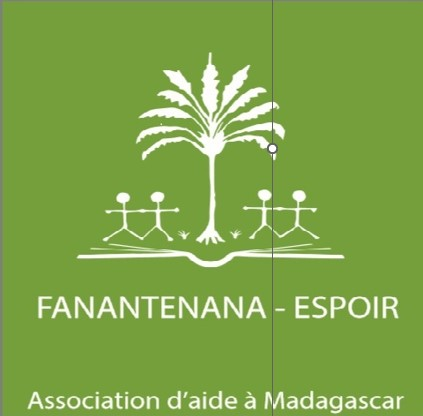 FANANTENANA - ESPOIR
Association d'aide à Madagascar